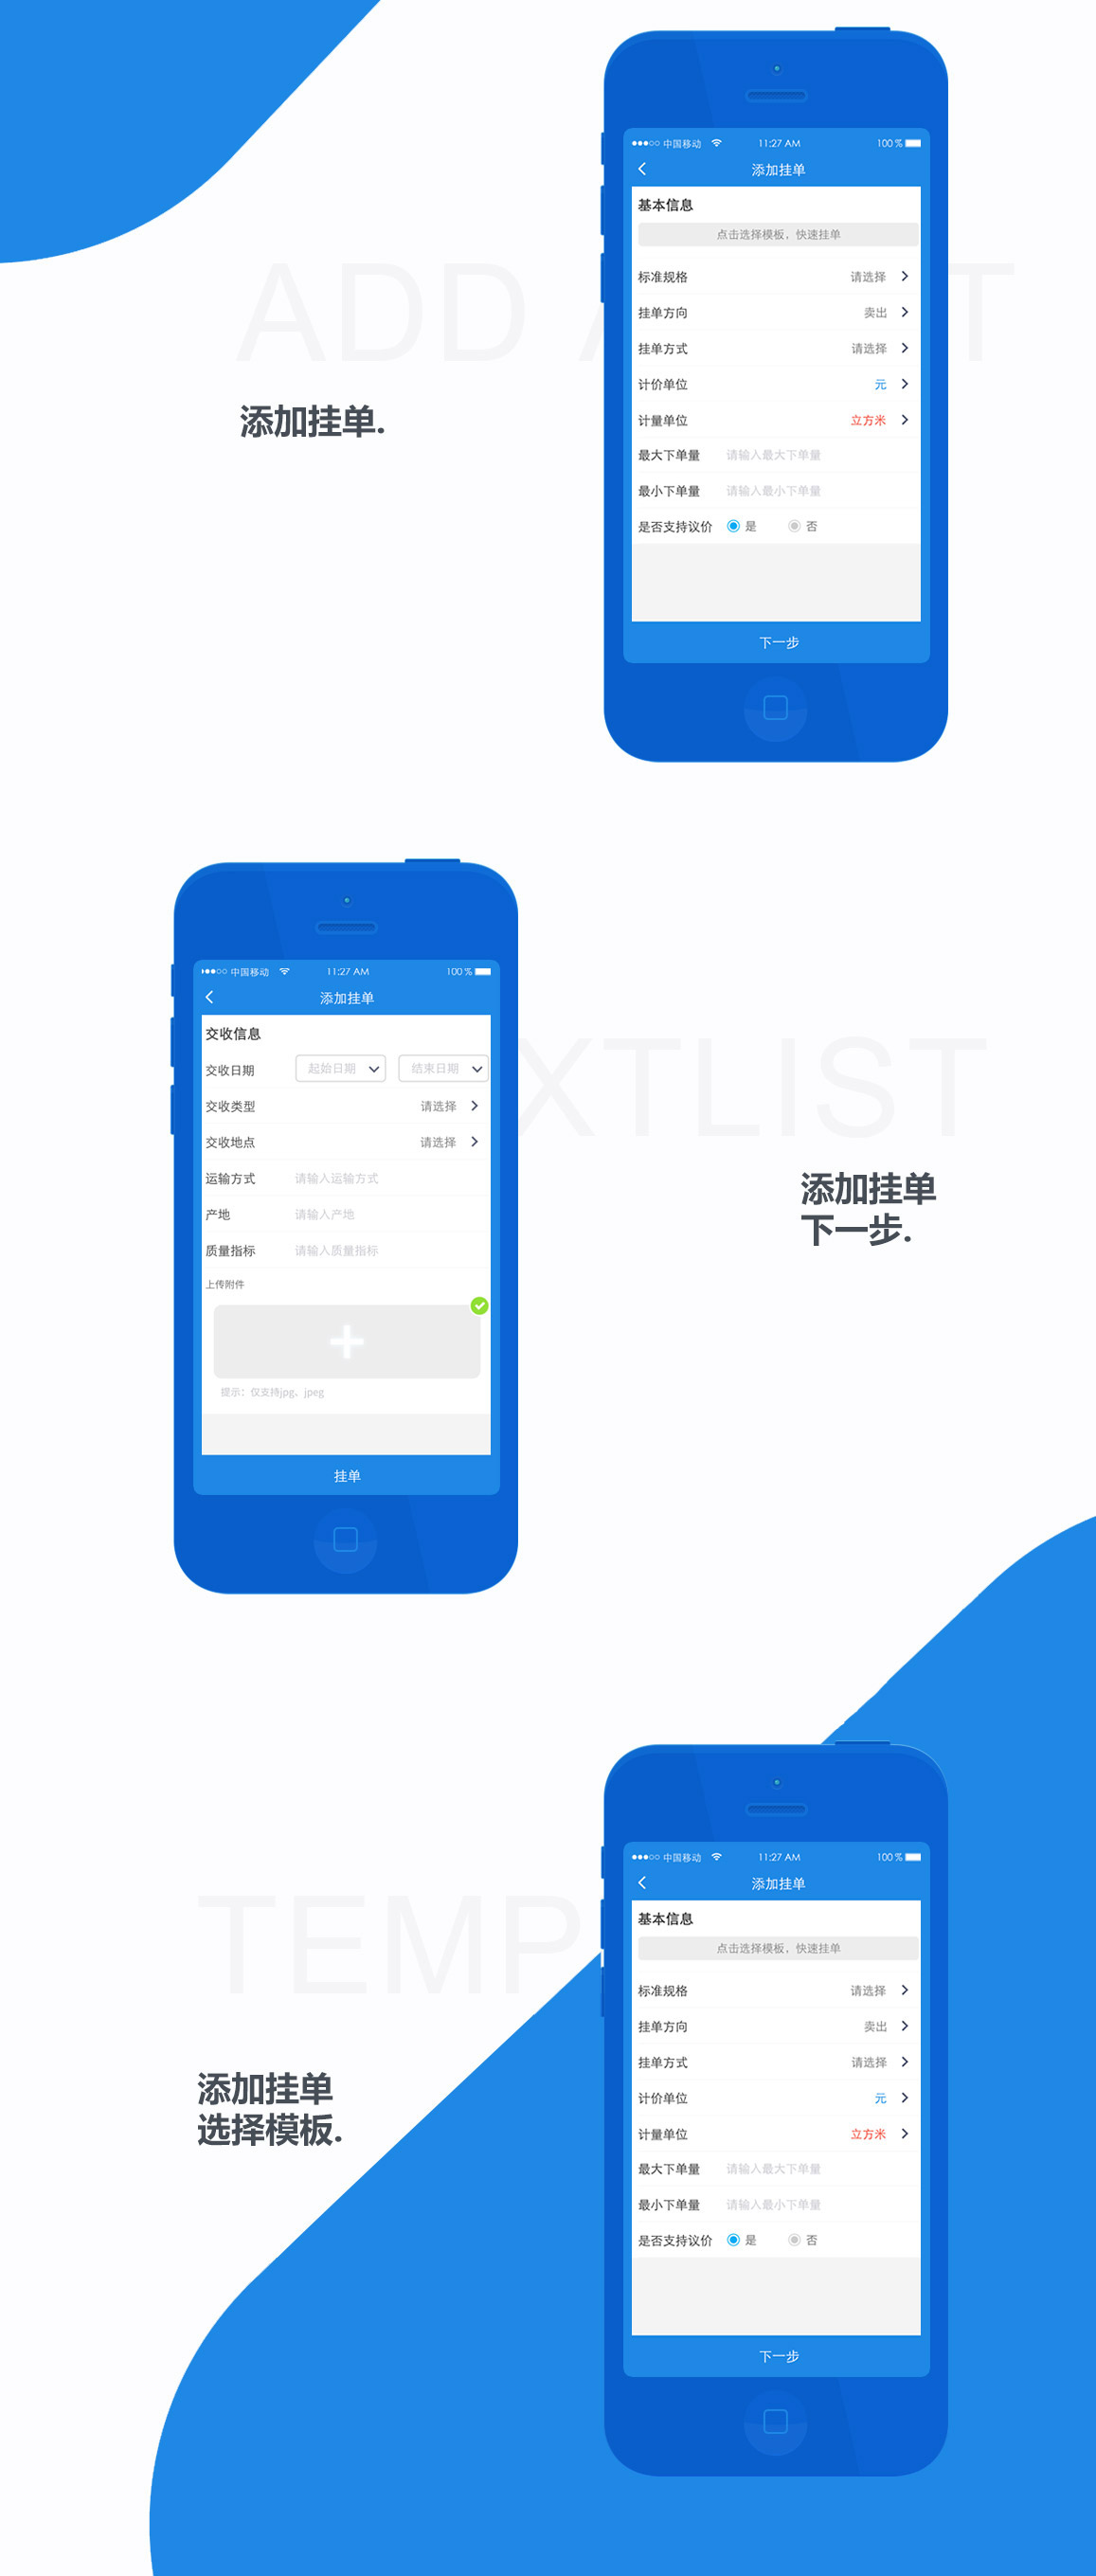 中国移动 11:27 AM 100 %
添加挂单
基本信息
点击选择模板，快速挂单
ADD
T
标准规格 请选择
挂单方向 卖出
挂单方式 请选择
计价单位 元
添加挂单.
计量单位 立方米
最大下单量 请输入最大下单量
最小下单量 请输入最小下单量
是否支持议价 是 否
下一步
中国移动 11:27 AM 100 %
添加挂单
交收信息
交收日期 起始日期 结束日期
XTLIST
交收类型 请选择
交收地点 请选择
运输方式 请输入运输方式
产地 请输入产地
质量指标 请输入质量指标
上传附件
提示：仅支持jpg、jpeg
挂单
添加挂单
下一步.
中国移动 11:27 AM 100 %
添加挂单
TEMP
基本信息
点击选择模板，快速挂单
标准规格 请选择
挂单方向 卖出
挂单方式 请选择
计价单位 元
计量单位 立方米
最大下单量 请输入最大下单量
最小下单量 请输入最小下单量
是否支持议价 是 否
下一步
添加挂单
选择模板.